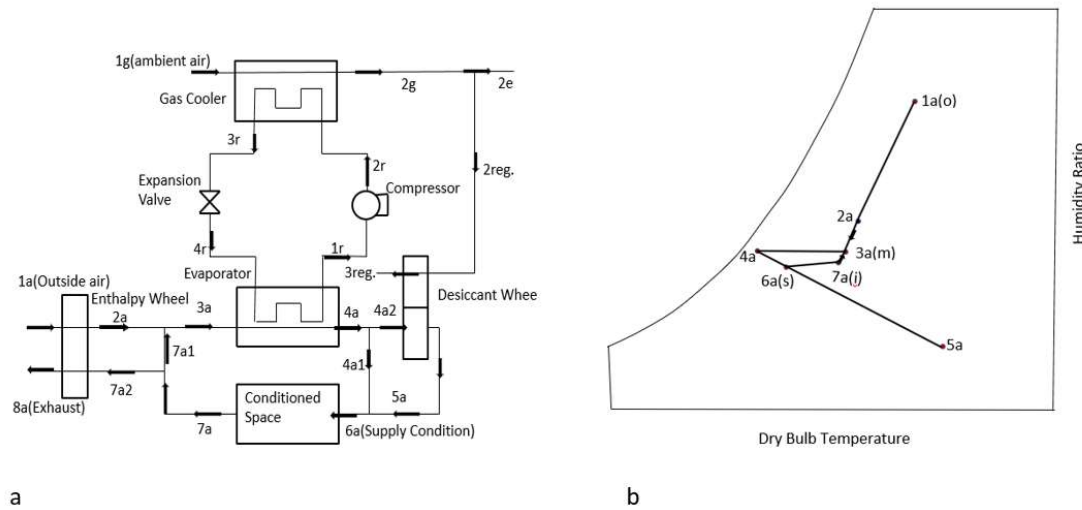 1g(ambient air)
2g
2e
Gas Cooler
3r
2r
2reg.
Expansion
Valve
Compressor
4r
1r
Evaporator
3reg.
1a(Outside air)
Enthalpy Wheel
Desiccant Whee
2a
3a
4a
4a2
7a1
4a1
7a2
Conditioned
Space
5a
8a(Exhaust)
7a
6a(Supply Condition)
a
1a(o)
2a
4a
3a(m)
6a(s)
7a(i)
5a
Humidity Ratio
Dry Bulb Temperature
b